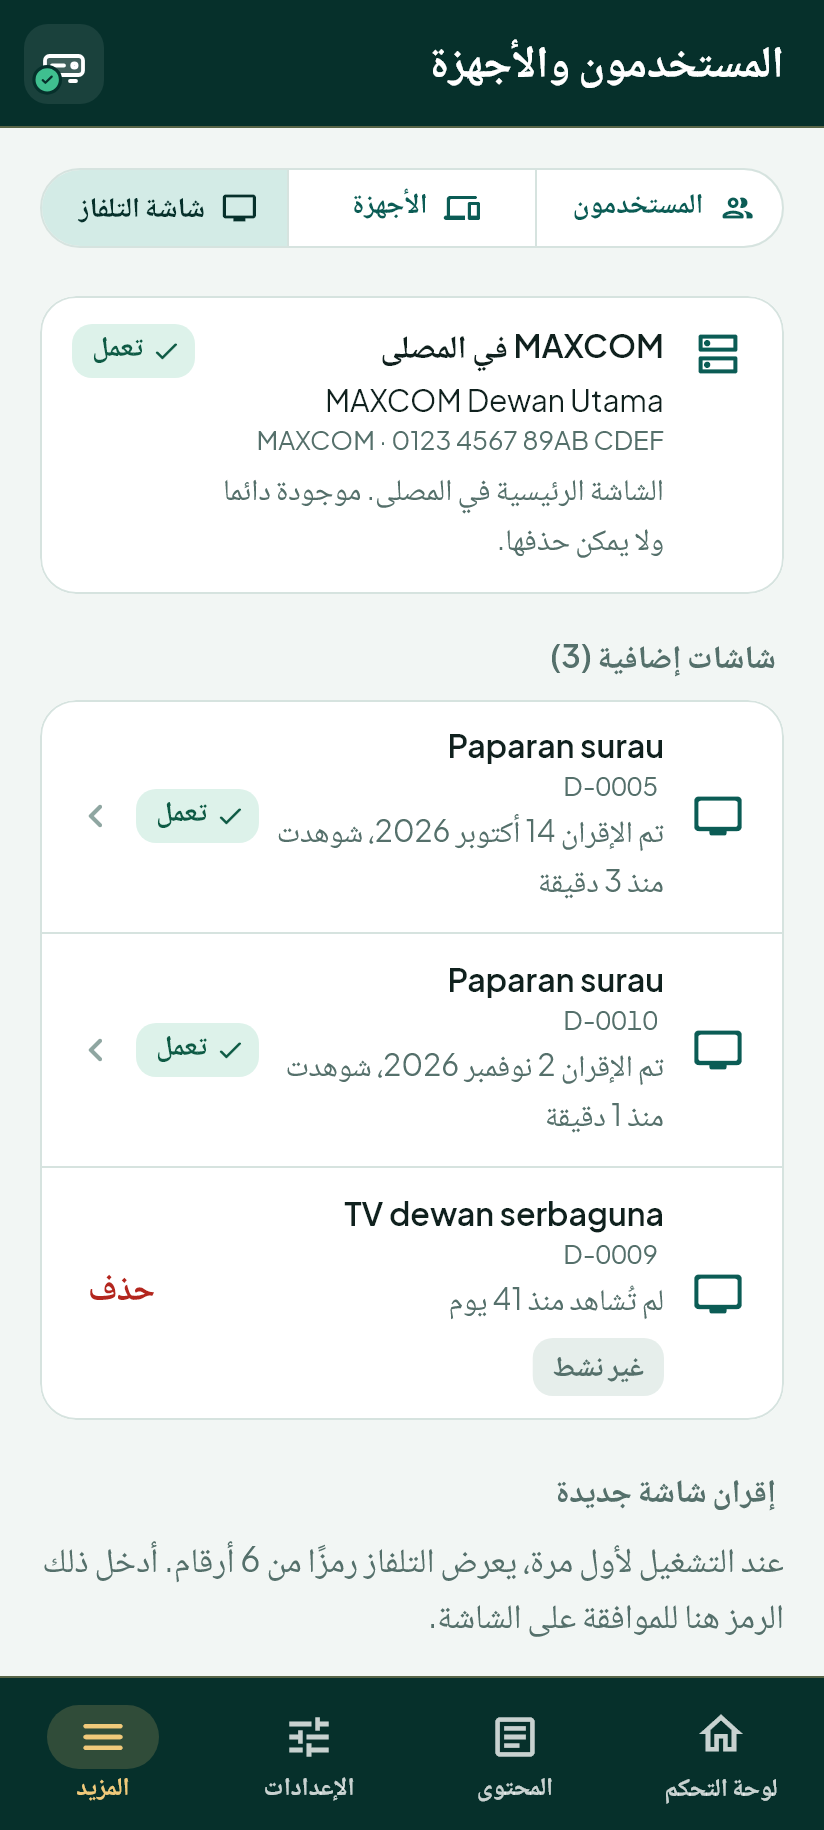 المستخدمون والأجهزة
المستخدمون
الأجهزة
شاشة التلفاز
MAXCOM في المصلى
تعمل
MAXCOM Dewan Utama
MAXCOM · 0123 4567 89AB CDEF
الشاشة الرئيسية في المصلى. موجودة دائما
ولا يمكن حذفها.
شاشات إضافية (3)
Paparan surau
D-0005
تم الإقران 14 أكتوبر 2026، شوهدت
منذ 3 دقيقة
تعمل
Paparan surau
D-0010
تم الإقران 2 نوفمبر 2026، شوهدت
منذ 1 دقيقة
تعمل
TV dewan serbaguna
D-0009
لم تُشاهد منذ 41 يوم
غير نشط
حذف
إقران شاشة جديدة
عند التشغيل لأول مرة، يعرض التلفاز رمزًا من 6 أرقام. أدخل ذلك
الرمز هنا للموافقة على الشاشة.
لوحة التحكم
المحتوى
الإعدادات
المزيد